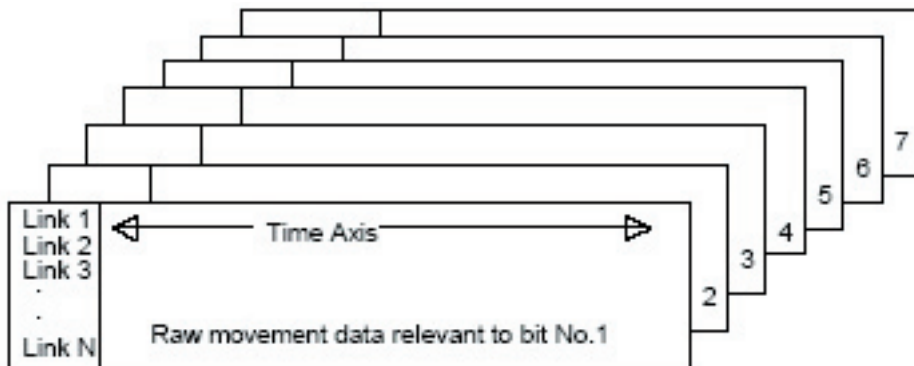 Link 1
Time Axis
Link 2
Link 3
.
.
Link N
Raw movement data relevant to bit No.1
2
3
4
5
6
7